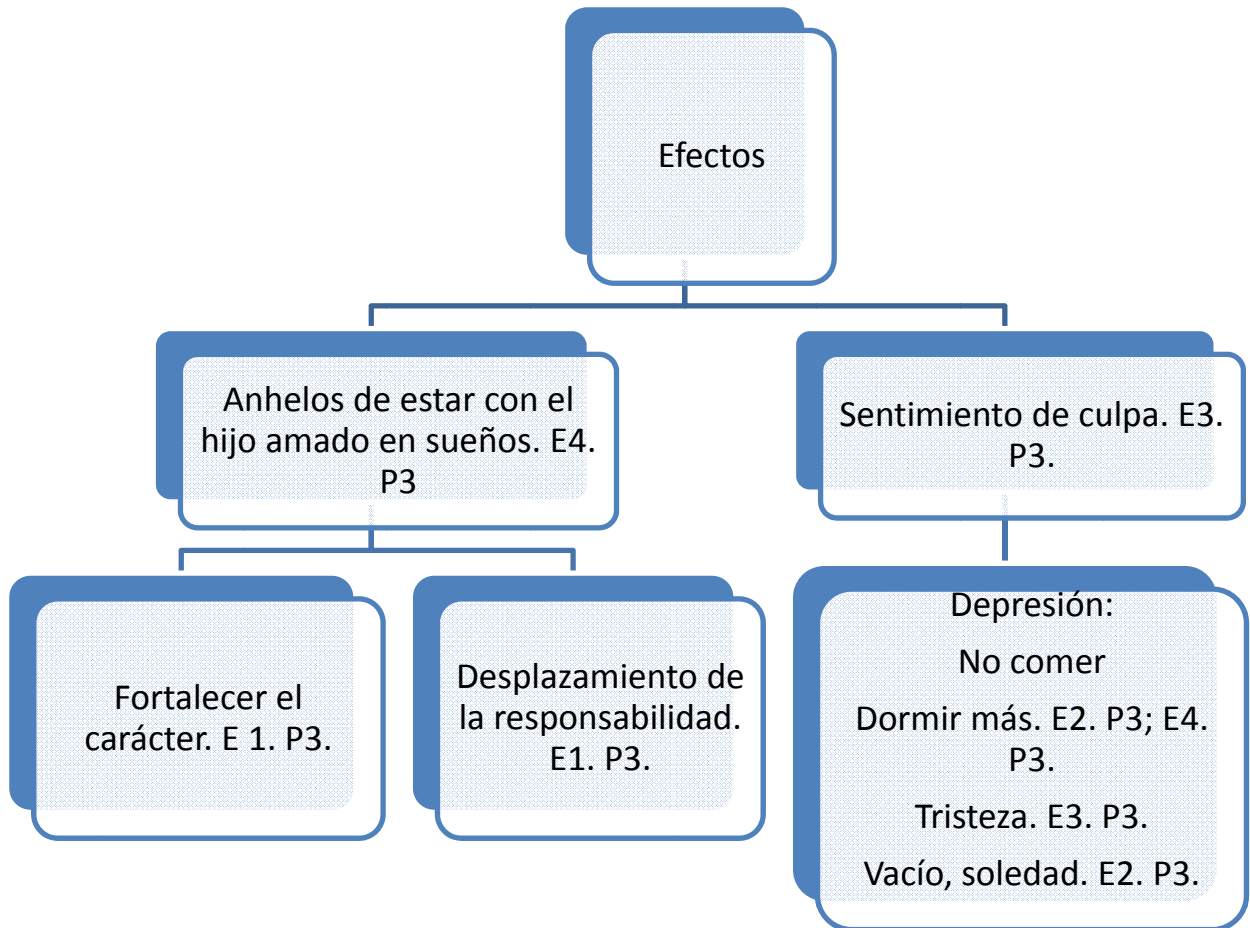 Efectos
Anhelos de estar con el
hijo amado en sueños. E4.
P3
Sentimiento de culpa. E3.
P3.
Fortalecer el
carácter. E 1. P3.
Desplazamiento de
la responsabilidad.
E1. P3.
Depresión:
No comer
Dormir más. E2. P3; E4.
P3.
Tristeza. E3. P3.
Vacío, soledad. E2. P3.